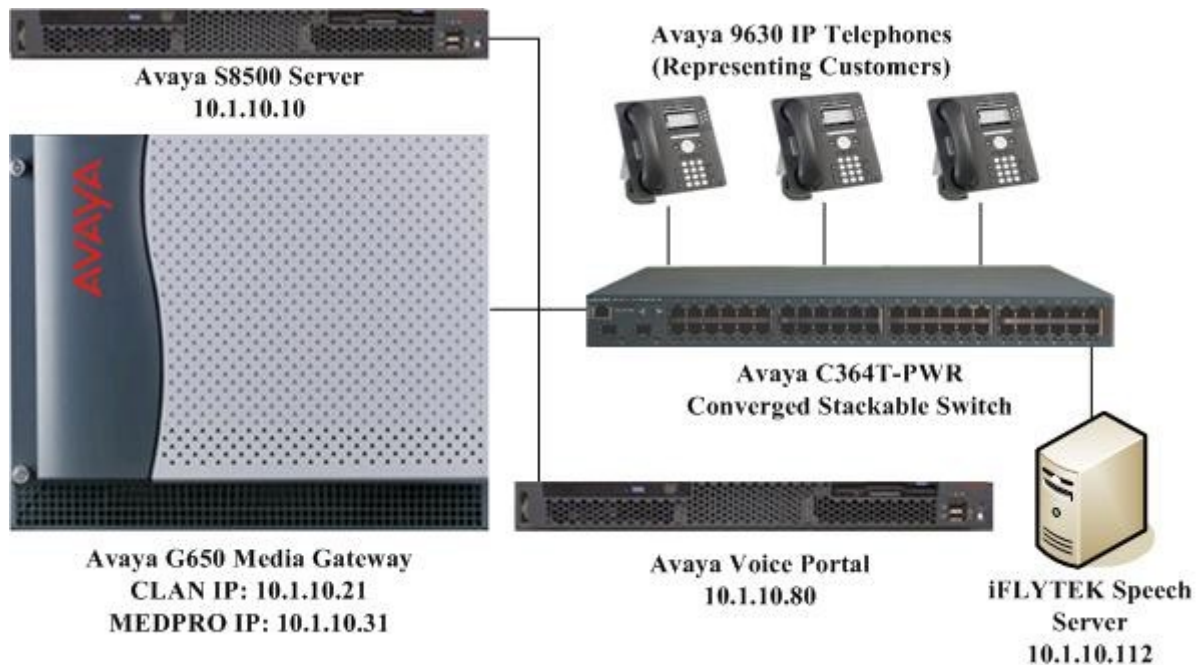 Avaya S8500 Server
10.1.10.10
Avaya 9630 IP Telephones
(Representing Customers)
AVAYA
Avaya C364T-PWR
Converged Stackable Switch
Avaya G650 Media Gateway
CLAN IP: 10.1.10.21
MEDPRO IP: 10.1.10.31
Avaya Voice Portal
10.1.10.80
iFLYTEK Speech
Server
10.1.10.112